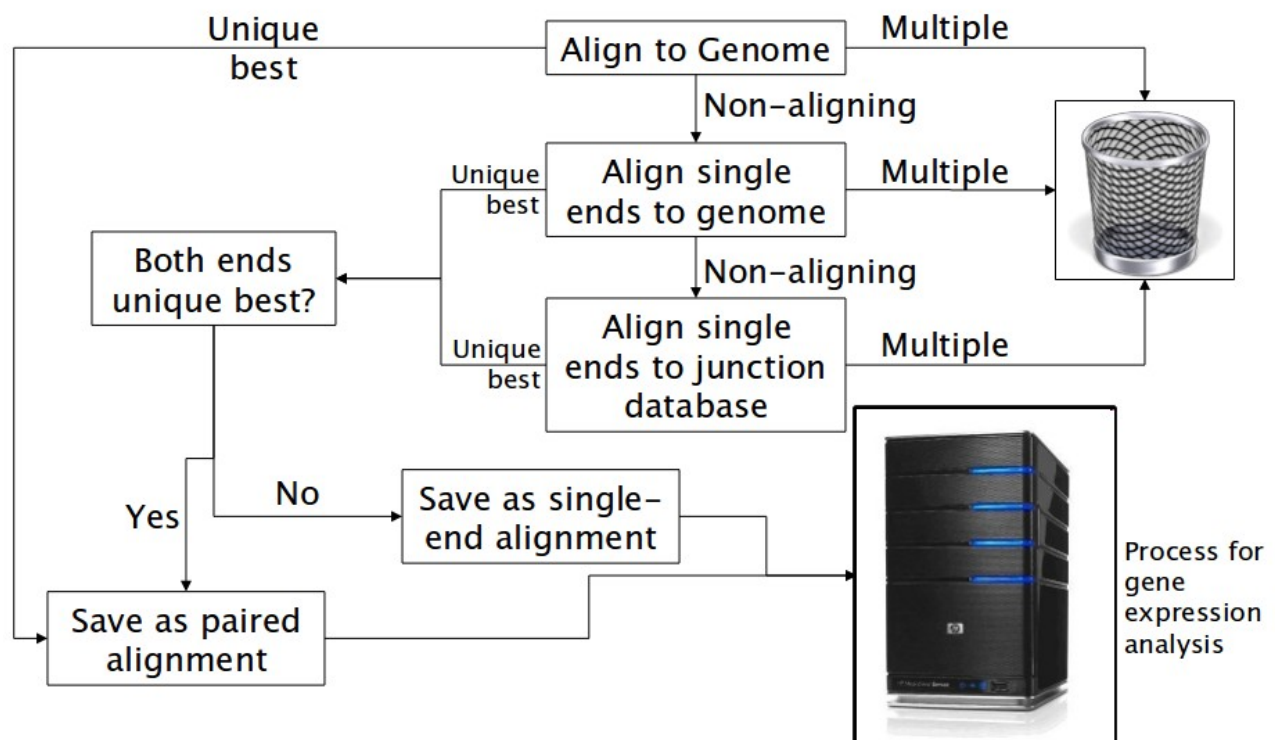 Unique
best
Align to Genome
Multiple
Non-aligning
Unique
best
Align single
ends to genome
Multiple
Both ends
unique best?
Non-aligning
Unique
best
Align single
ends to junction
database
Multiple
Yes
No
Save as single-
end alignment
Save as paired
alignment
Process for
gene
expression
analysis
hp